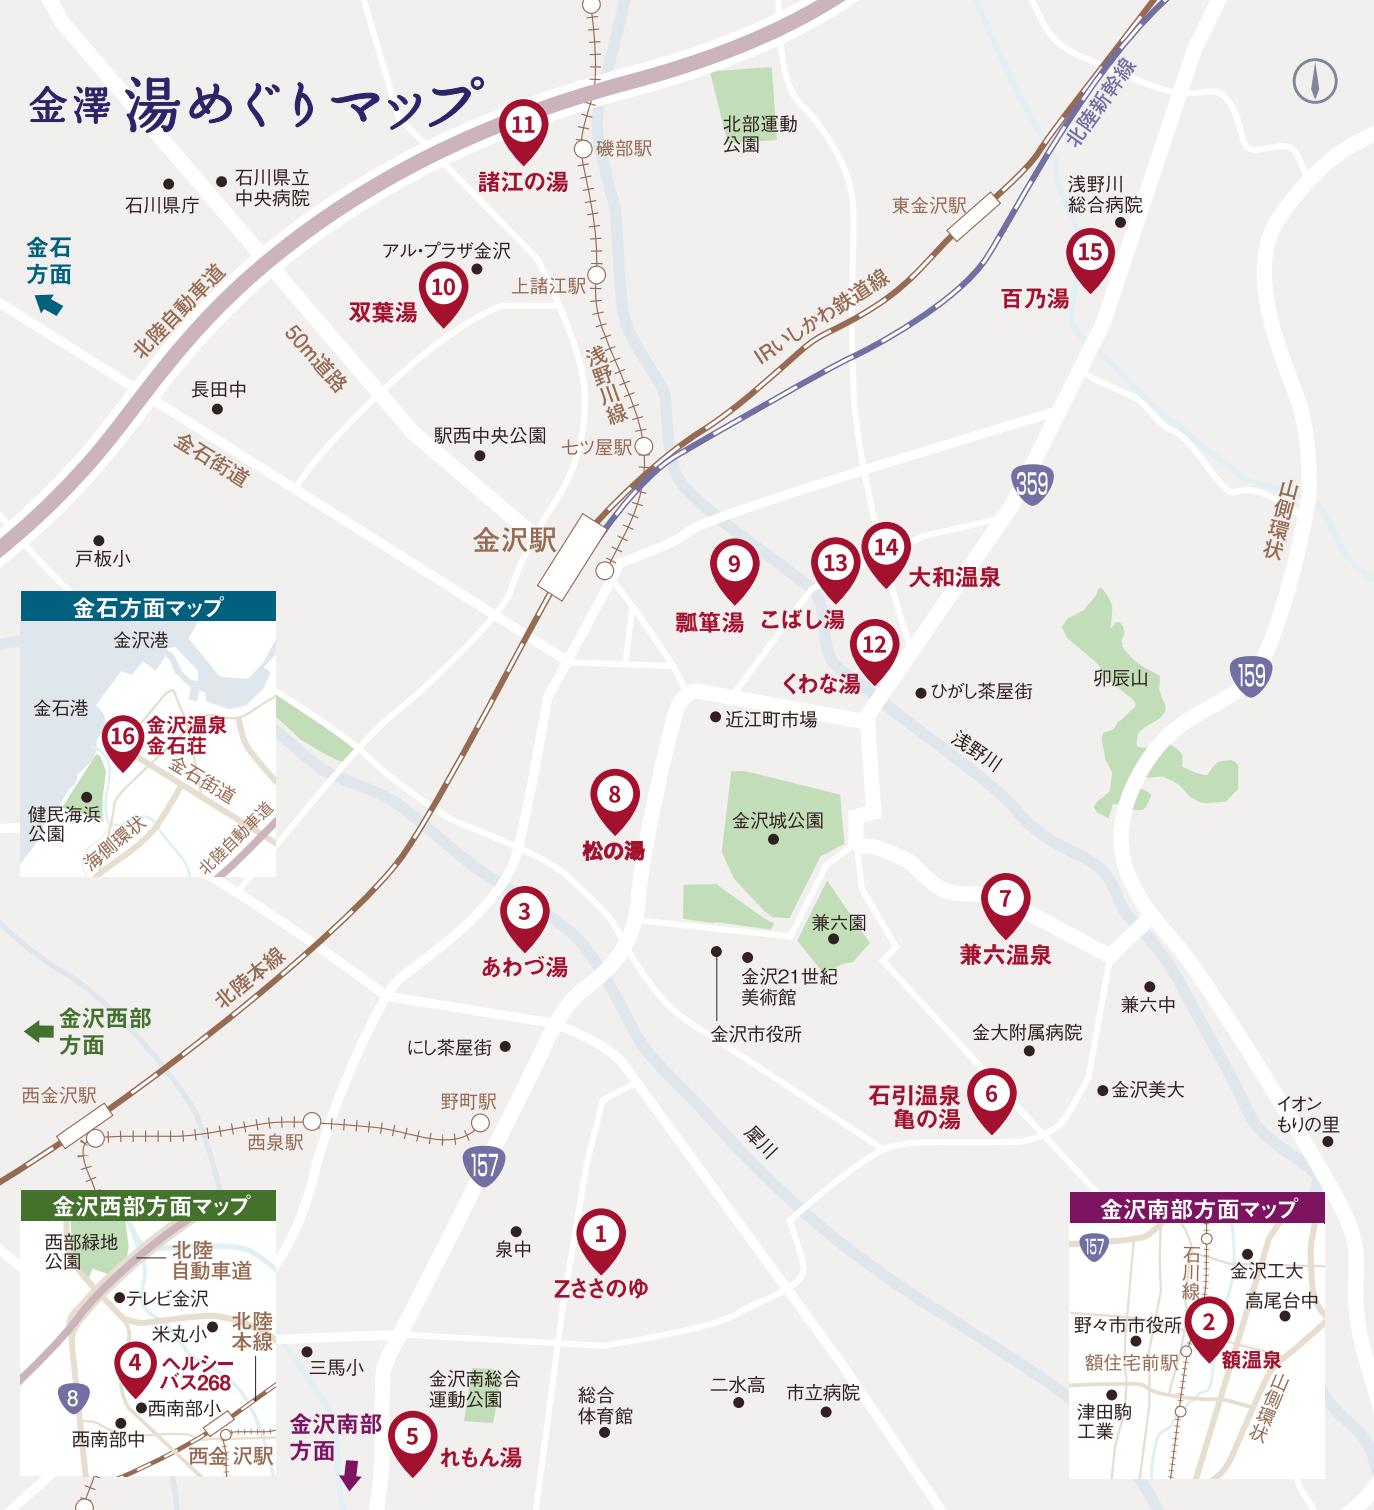 金澤 湯めぐりマップ
11
諸江の湯
磯部駅
北部運動
公園
北陸新幹線
石川県庁
石川県立
中央病院
東金沢駅
浅野川
総合病院
15
百乃湯
金石
方面
アル・プラザ金沢
10
双葉湯
上諸江駅
北陸自動車道
50m道路
IRいしかわ鉄道線
浅野川線
長田中
金石街道
駅西中央公園
七ツ屋駅
359
山側環状
金沢駅
戸板小
9
瓢箪湯
13
こばし湯
14
大和温泉
12
くわな湯
ひがし茶屋街
159
卯辰山
近江町市場
浅野川
金石方面マップ
金沢港
金石港
16
金沢温泉
金石荘
金石街道
健民海浜
公園
海側環状
北陸自動車道
8
松の湯
金沢城公園
3
あわづ湯
兼六園
7
兼六温泉
北陸本線
金沢21世紀
美術館
金沢市役所
兼六中
金沢西部
方面
にし茶屋街
金大附属病院
西金沢駅
野町駅
西泉駅
6
石引温泉
亀の湯
金沢美大
イオン
もりの里
犀川
157
金沢西部方面マップ
西部緑地
公園
北陸
自動車道
テレビ金沢
米丸小
北陸
本線
4
ヘルシー
バス268
8
西南部小
西南部中
西金沢駅
泉中
1
Zささのゆ
三馬小
金沢南総合
運動公園
金沢南部
方面
5
れもん湯
総合
体育館
二水高
市立病院
金沢南部方面マップ
157
石川線
金沢工大
高尾台中
野々市市役所
2
額温泉
額住宅前駅
津田駒
工業
山側環状